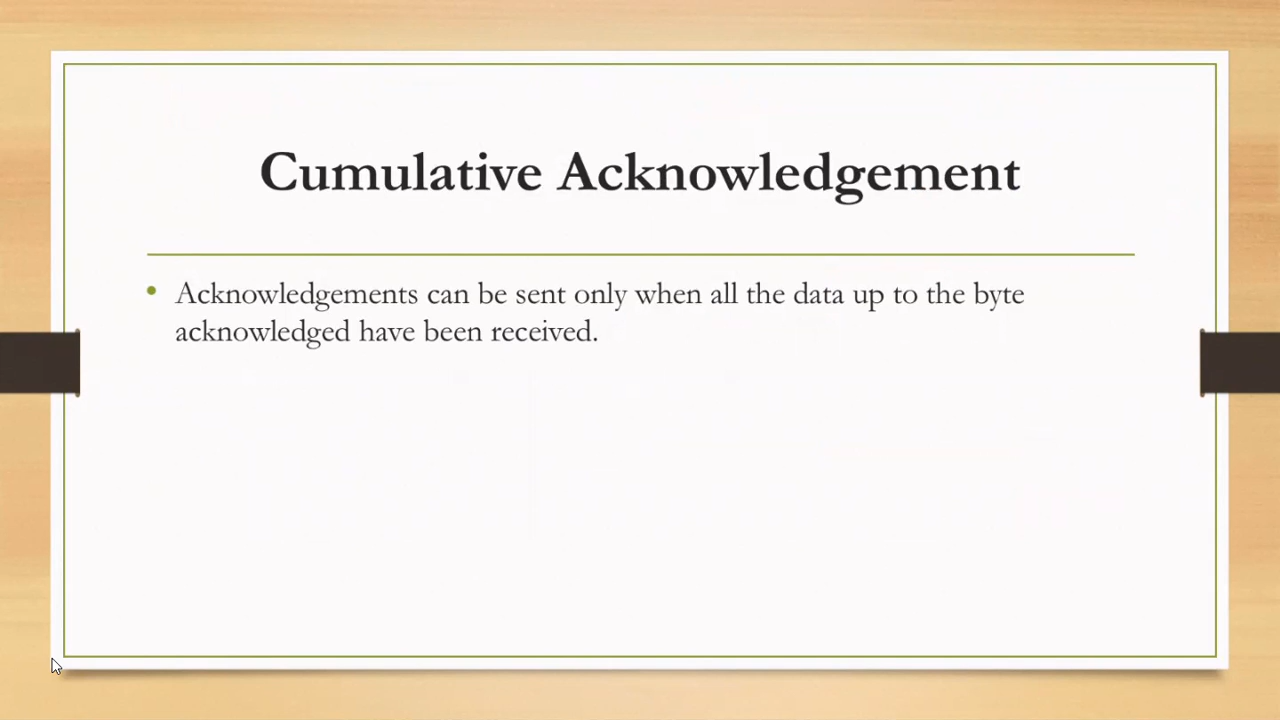 Cumulative Acknowledgement
• Acknowledgements can be sent only when all the data up to the byte
acknowledged have been received.